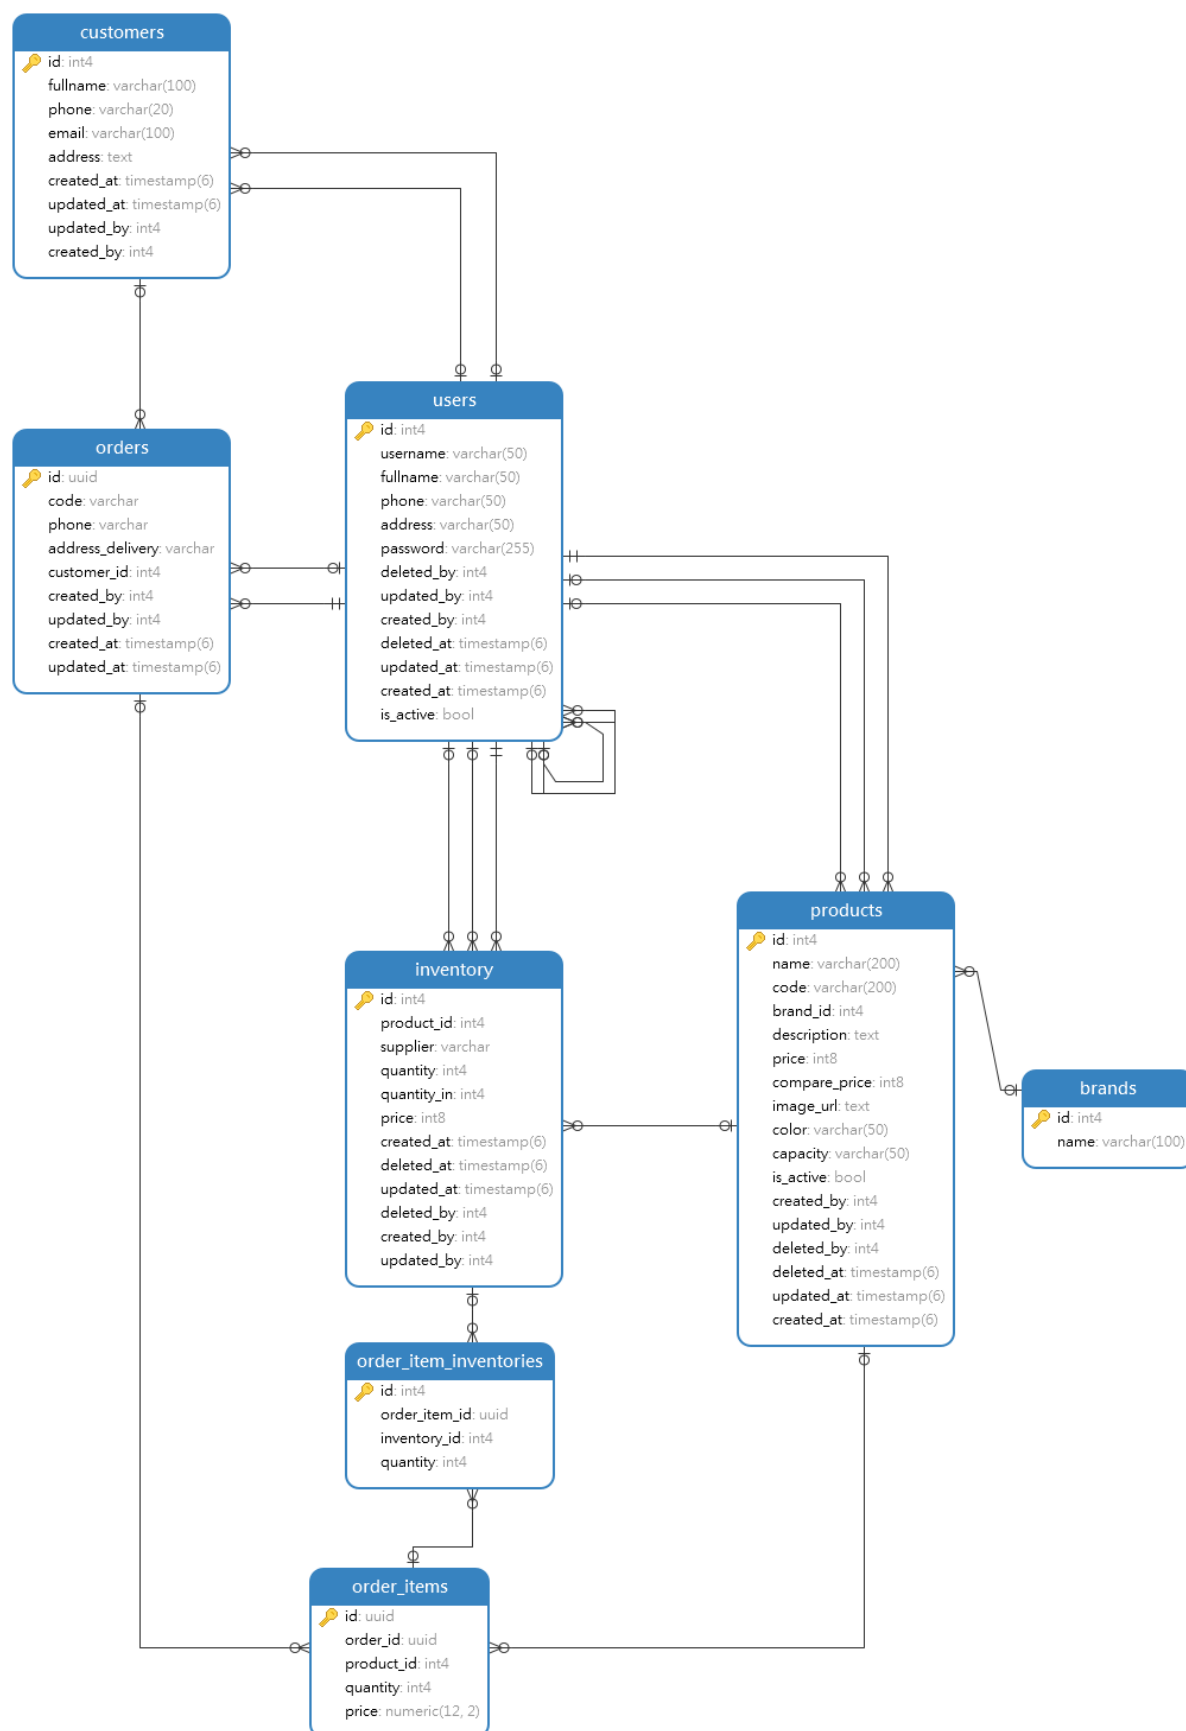 customers
id: int4
fullname: varchar(100)
phone: varchar(20)
email: varchar(100)
address: text
created_at: timestamp(6)
updated_at: timestamp(6)
updated_by: int4
created_by: int4
users
id: int4
username: varchar(50)
fullname: varchar(50)
phone: varchar(50)
address: varchar(50)
password: varchar(255)
deleted_by: int4
updated_by: int4
created_by: int4
deleted_at: timestamp(6)
updated_at: timestamp(6)
created_at: timestamp(6)
is_active: bool
orders
id: uuid
code: varchar
phone: varchar
address_delivery: varchar
customer_id: int4
created_by: int4
updated_by: int4
created_at: timestamp(6)
updated_at: timestamp(6)
products
id: int4
name: varchar(200)
code: varchar(200)
brand_id: int4
description: text
price: int8
compare_price: int8
image_url: text
color: varchar(50)
capacity: varchar(50)
is_active: bool
created_by: int4
updated_by: int4
deleted_by: int4
deleted_at: timestamp(6)
updated_at: timestamp(6)
created_at: timestamp(6)
inventory
id: int4
product_id: int4
supplier: varchar
quantity: int4
quantity_in: int4
price: int8
created_at: timestamp(6)
deleted_at: timestamp(6)
updated_at: timestamp(6)
deleted_by: int4
created_by: int4
updated_by: int4
brands
id: int4
name: varchar(100)
order_item_inventories
id: int4
order_item_id: uuid
inventory_id: int4
quantity: int4
order_items
id: uuid
order_id: uuid
product_id: int4
quantity: int4
price: numeric(12, 2)